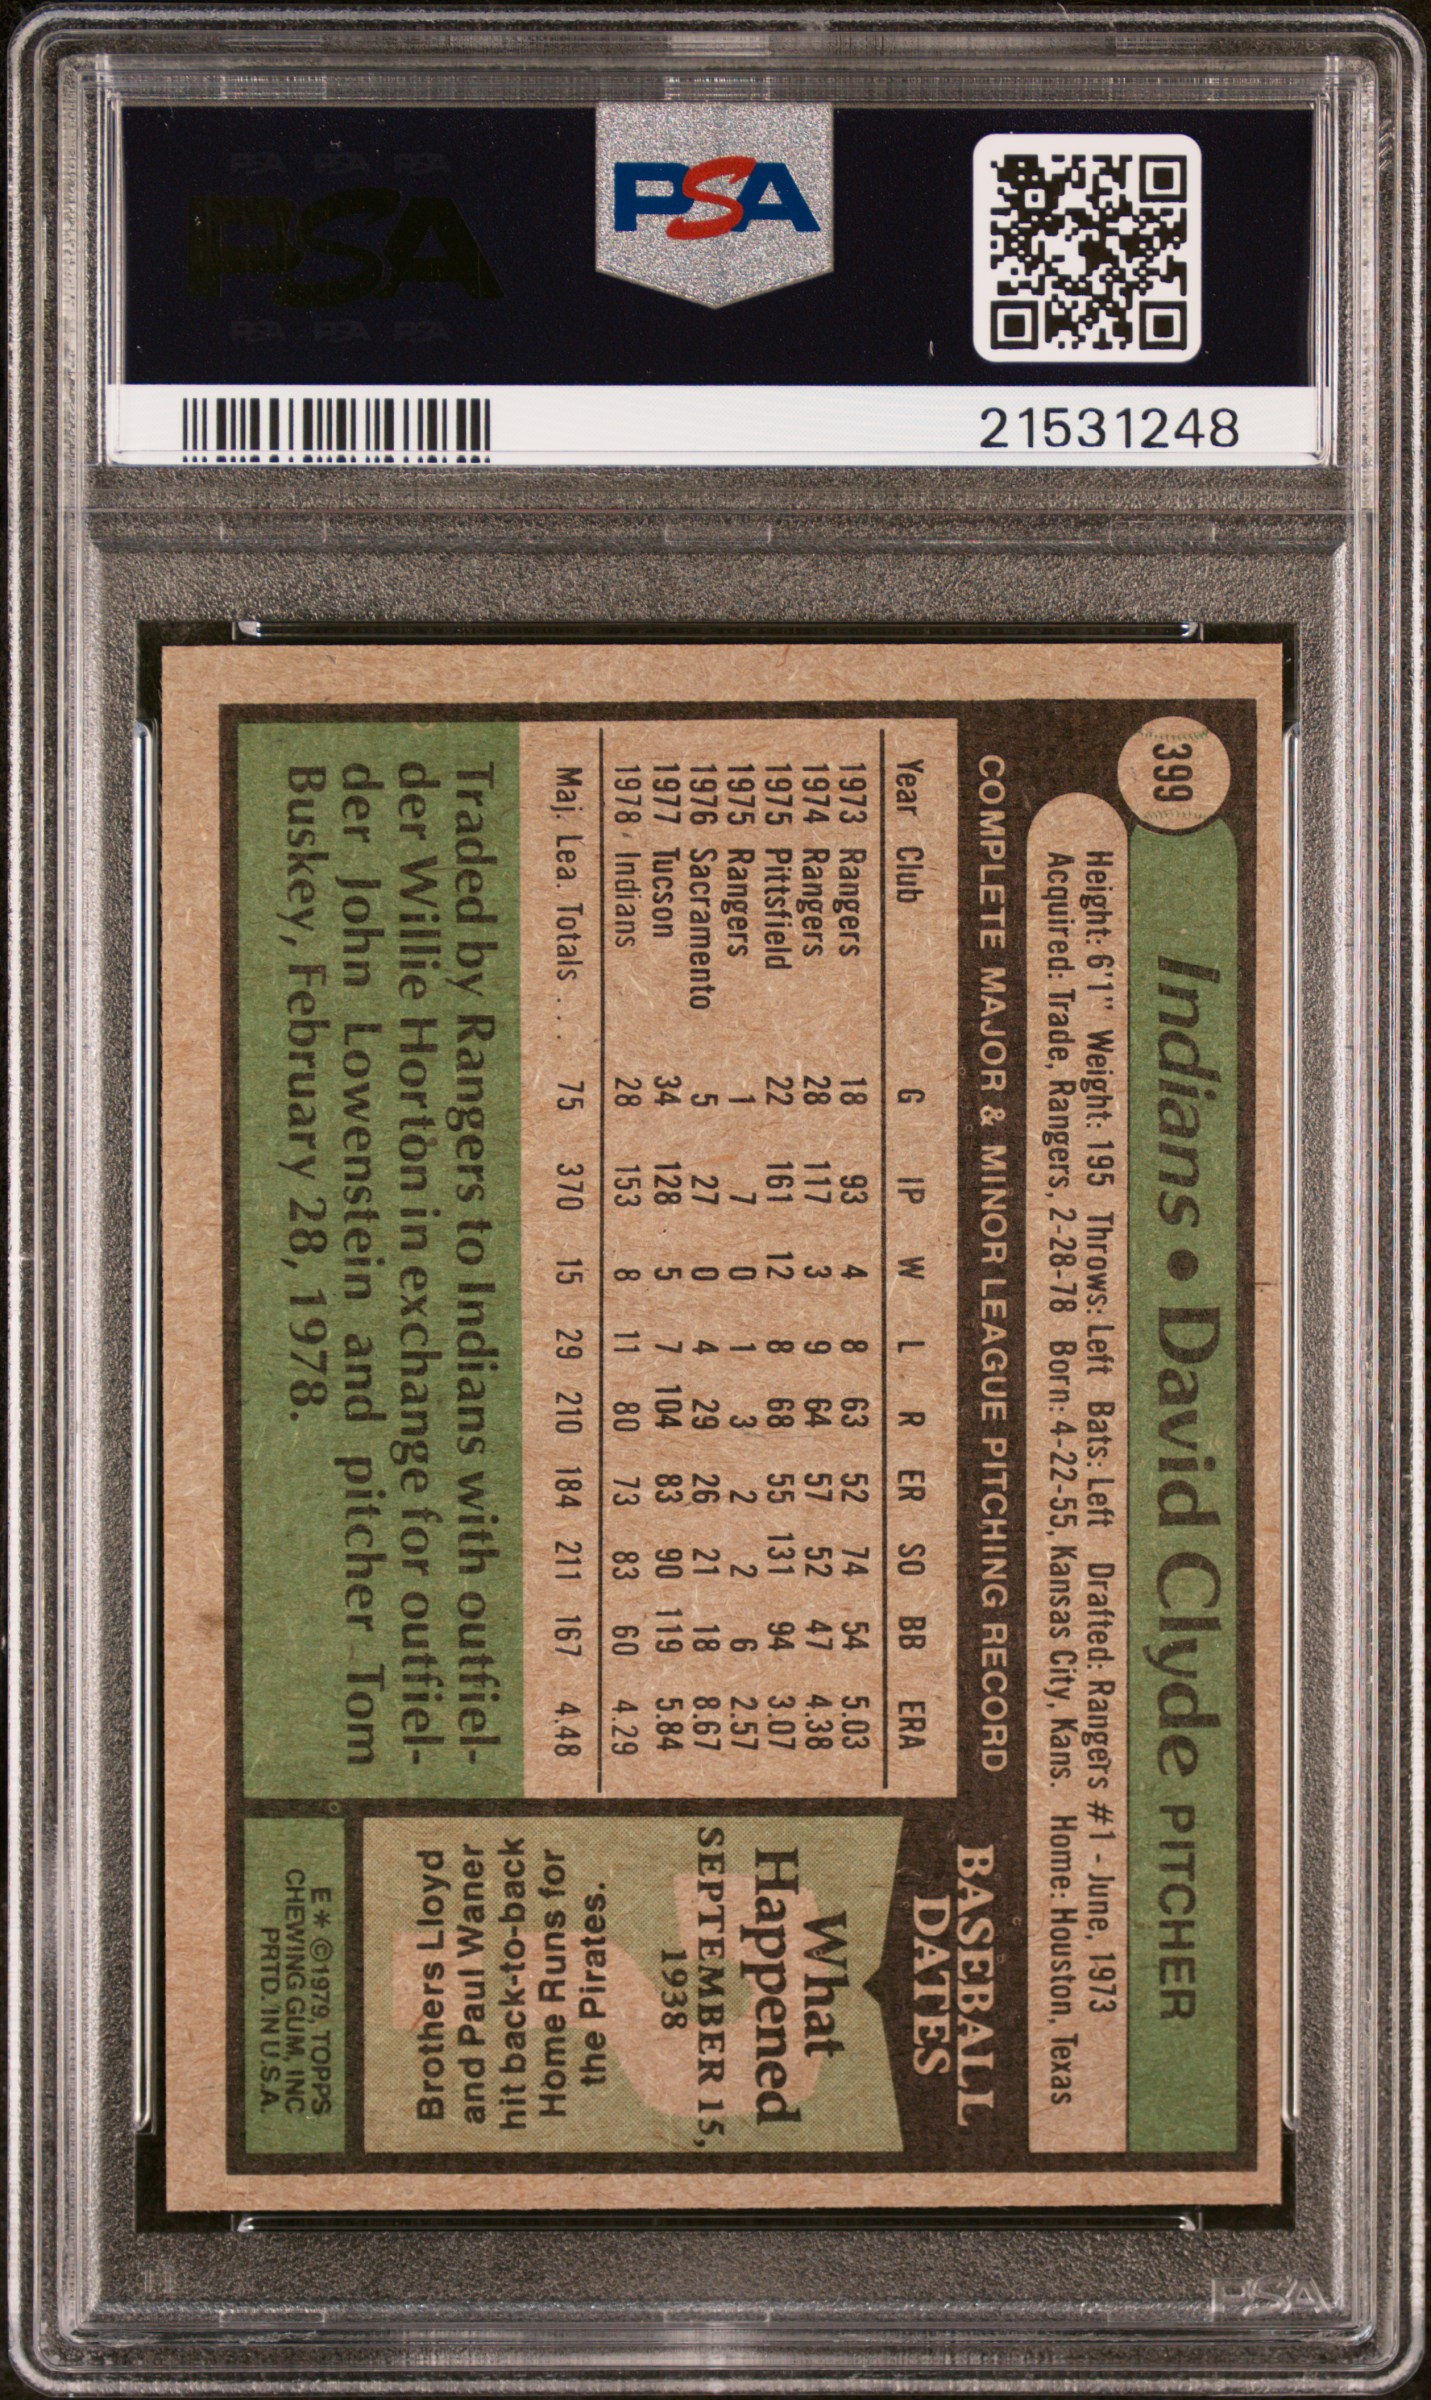 PSA PSA PSA
PSA
PSA PSA PSA
PSA
21531248
399
Indians • David Clyde PITCHER
Height: 6'1" Weight: 195 Throws: Left Bats: Left Drafted: Rangers #1 - June, 1973
Acquired: Trade, Rangers, 2-28-78 Born: 4-22-55, Kansas City, Kans. Home: Houston, Texas
COMPLETE MAJOR & MINOR LEAGUE PITCHING RECORD
Year Club G IP W L R ER SO BB ERA
1973 Rangers 18 93 4 8 63 52 74 54 5.03
1974 Rangers 28 117 3 9 64 57 52 47 4.38
1975 Pittsfield 22 161 12 8 68 55 131 94 3.07
1975 Rangers 1 7 0 1 3 2 2 6 2.57
1976 Sacramento 5 27 0 4 29 26 21 18 8.67
1977 Tucson 34 128 5 7 104 83 90 119 5.84
1978 Indians 28 153 8 11 80 73 83 60 4.29
Maj. Lea. Totals . . . 75 370 15 29 210 184 211 167 4.48
Traded by Rangers to Indians with outfiel-
der Willie Horton in exchange for outfiel-
der John Lowenstein and pitcher Tom
Buskey, February 28, 1978.
BASEBALL
DATES
What
Happened
SEPTEMBER 15,
1938
Brothers Lloyd
and Paul Waner
hit back-to-back
Home Runs for
the Pirates.
E* ©1979, TOPPS
CHEWING GUM, INC
PRTD. IN U.S.A.
PSA